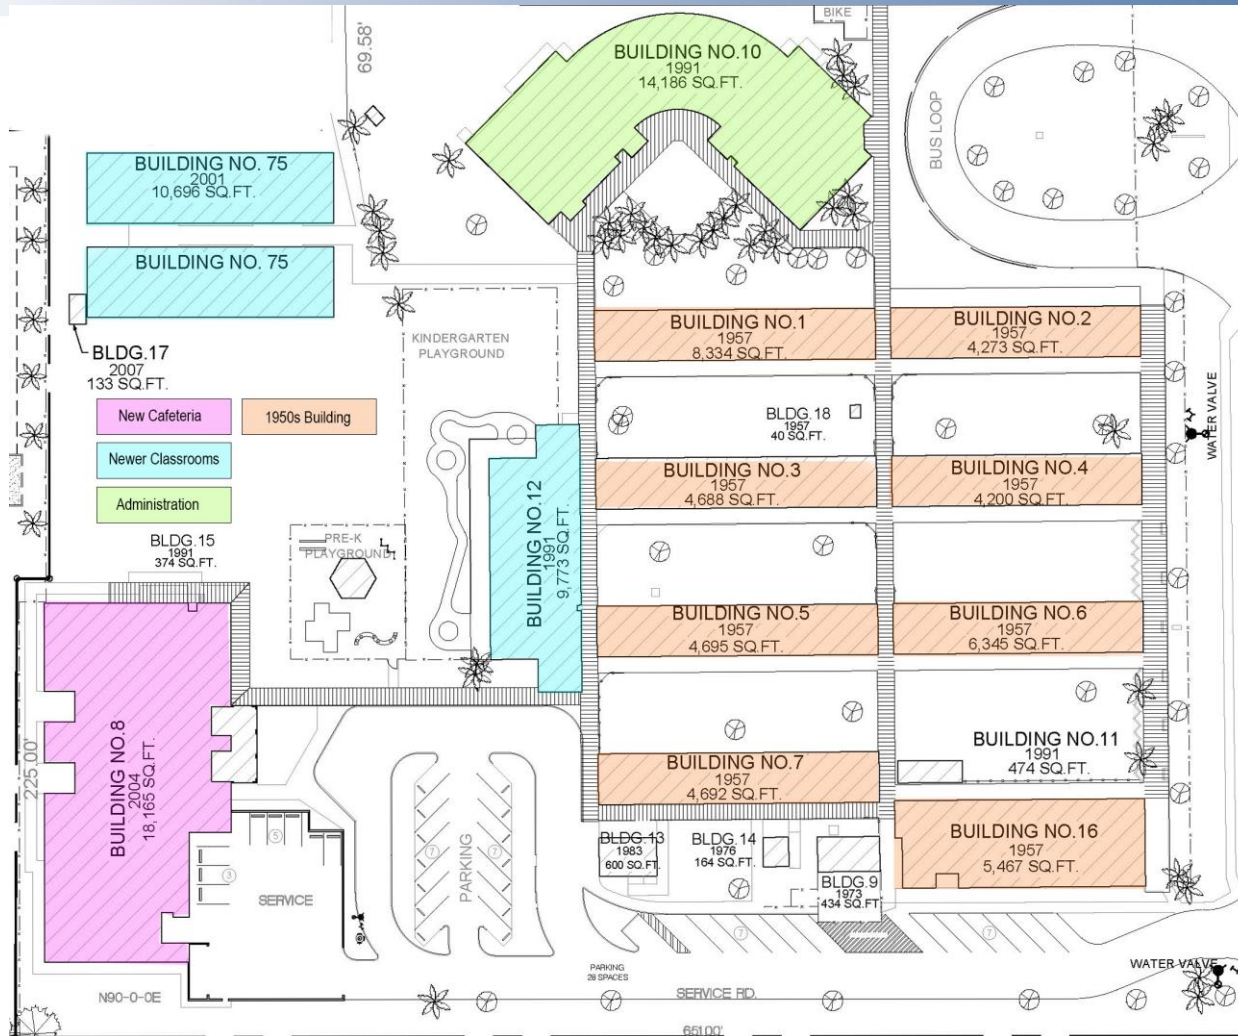 BIKE
69.58'
BUILDING NO.10
1991
14,186 SQ.FT.
BUS LOOP
BUILDING NO. 75
2001
10,696 SQ.FT.
BUILDING NO. 75
BLDG.17
2007
133 SQ.FT.
KINDERGARTEN
PLAYGROUND
BUILDING NO.1
1957
8,334 SQ.FT.
BUILDING NO.2
1957
4,273 SQ.FT.
New Cafeteria
1950s Building
Newer Classrooms
Administration
BLDG.18
1957
40 SQ.FT.
WATER VALVE
BUILDING NO.3
1957
4,688 SQ.FT.
BUILDING NO.4
1957
4,200 SQ.FT.
BLDG.15
1991
374 SQ.FT.
PRE-K
PLAYGROUND
BUILDING NO.12
1991
9,773 SQ.FT.
BUILDING NO.5
1957
4,695 SQ.FT.
BUILDING NO.6
1957
6,345 SQ.FT.
225.00'
BUILDING NO.8
2004
18,165 SQ.FT.
BUILDING NO.7
1957
4,692 SQ.FT.
BUILDING NO.11
1991
474 SQ.FT.
5
3
SERVICE
7
PARKING
7
BLDG.13
1983
600 SQ.FT.
BLDG.14
1976
164 SQ.FT.
BLDG.9
1973
434 SQ.FT.
BUILDING NO.16
1957
5,467 SQ.FT.
7
7
PARKING
28 SPACES
WATER VALVE
N90-0-0E
SERVICE RD.
651.00'